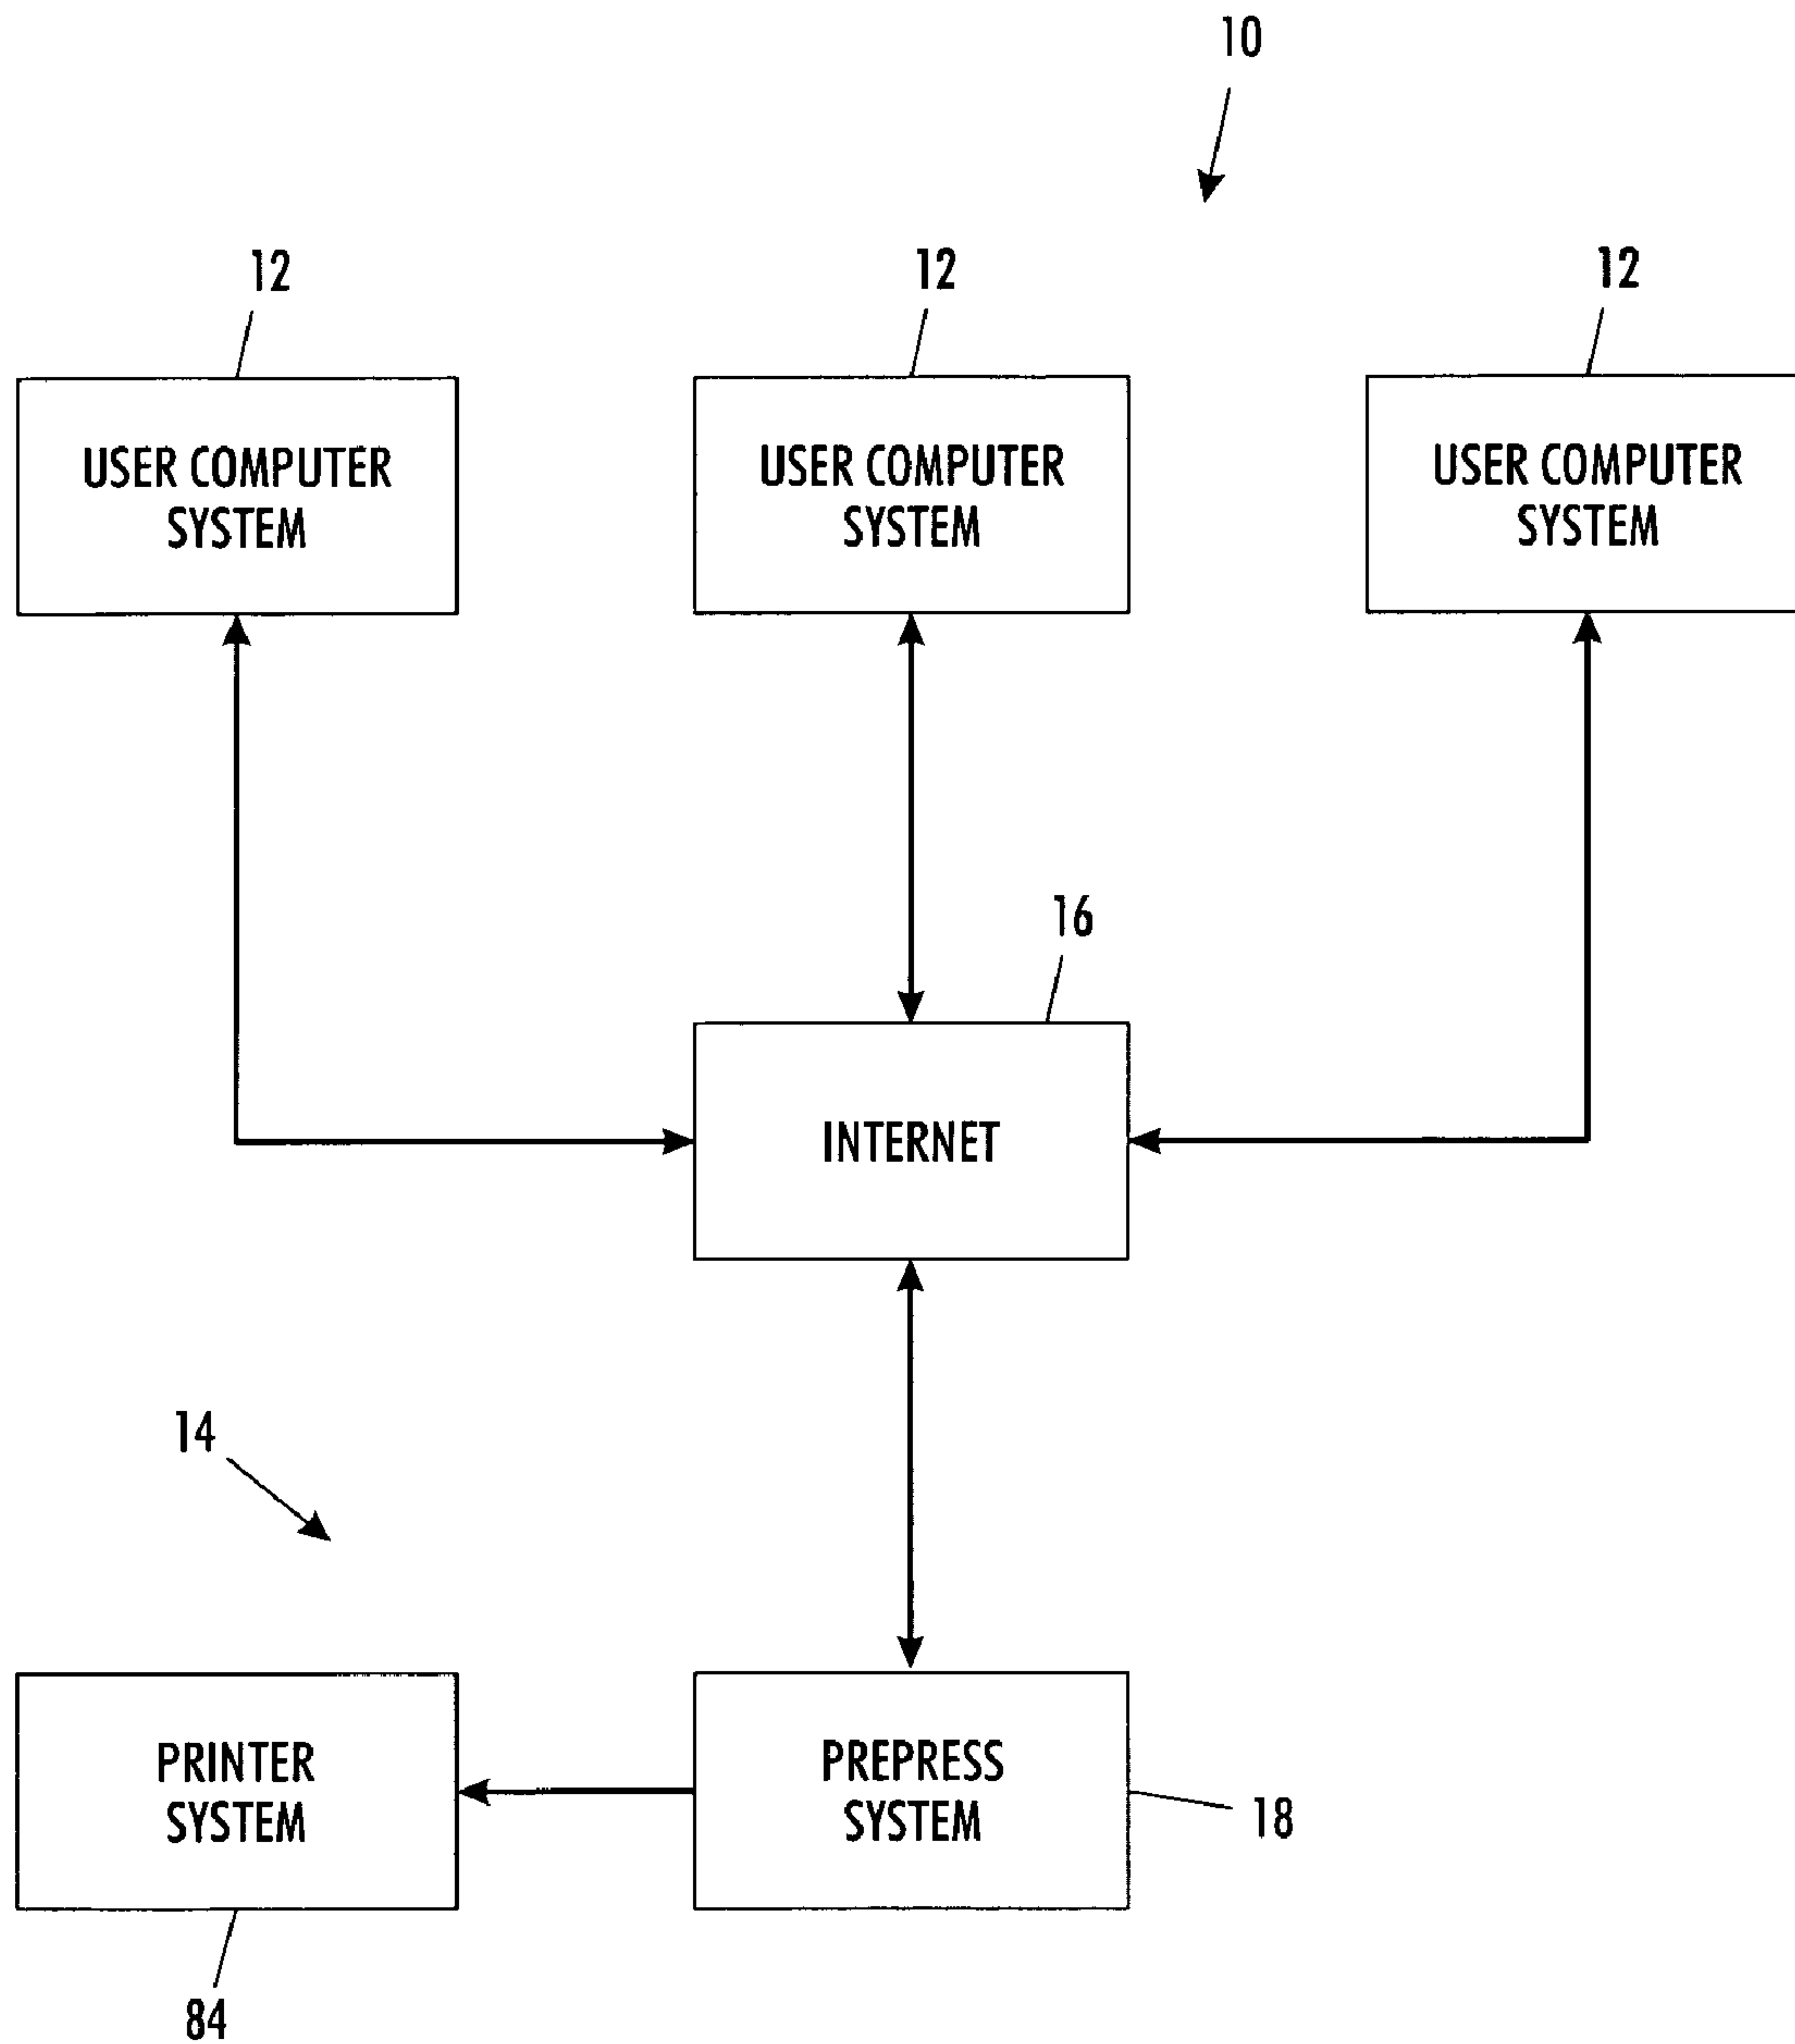 10
12
12
12
USER COMPUTER
SYSTEM
USER COMPUTER
SYSTEM
USER COMPUTER
SYSTEM
16
INTERNET
14
PRINTER
SYSTEM
PREPRESS
SYSTEM
18
84